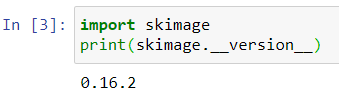 In [3]: import skimage
print(skimage.__version__)
0.16.2